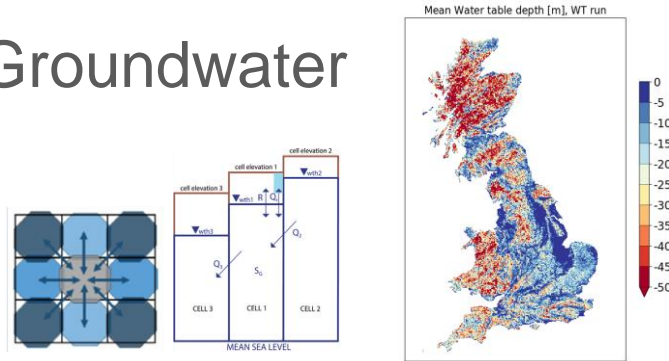 Groundwater
Mean Water table depth [m], WT run
0
-5
-10
-15
-20
-25
-30
-35
-40
-45
-50
cell elevation 2
cell elevation 1
cell elevation 3
wth2
wth1
R
wth3
Q2
Q3
CELL 3
CELL 1
CELL 2
MEAN SEA LEVEL